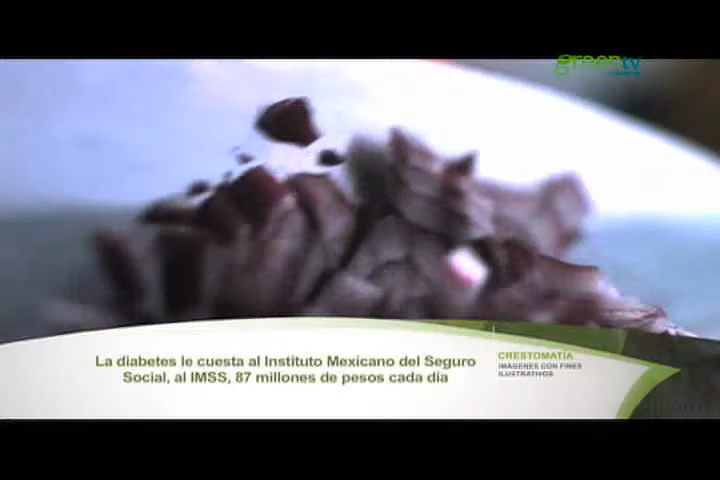 greentv
La diabetes le cuesta al Instituto Mexicano del Seguro
Social, al IMSS, 87 millones de pesos cada día
CRESTOMATÍA
IMÁGENES CON FINES
ILUSTRATIVOS